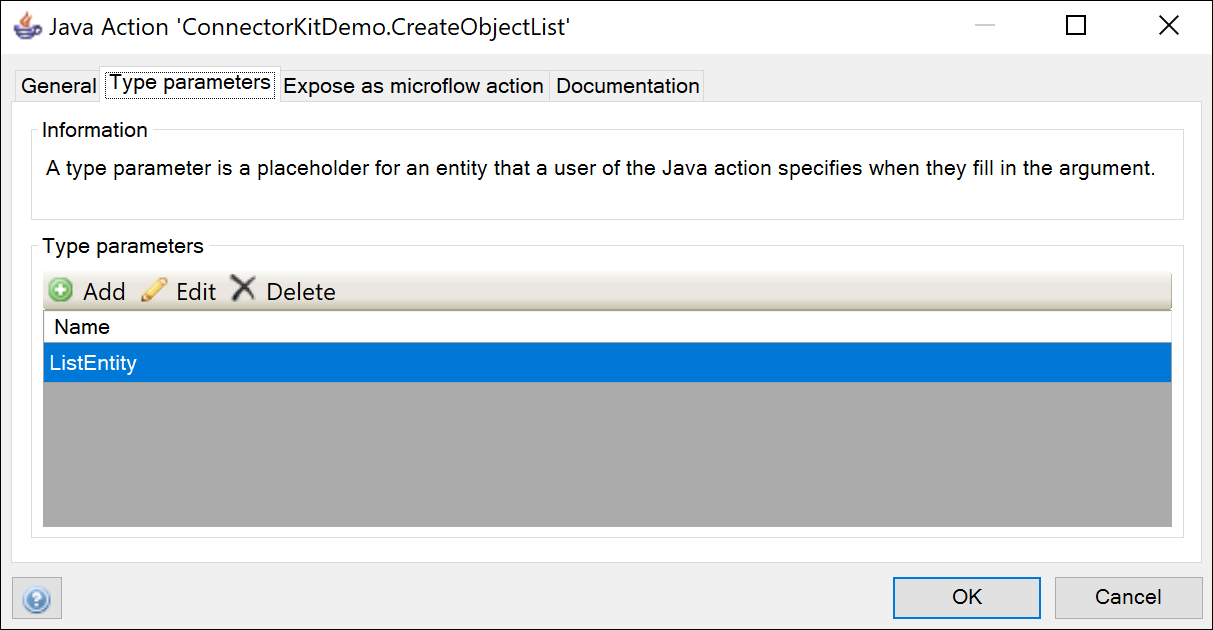 Java Action 'ConnectorKitDemo.CreateObjectList'
General Type parameters Expose as microflow action Documentation
Information
A type parameter is a placeholder for an entity that a user of the Java action specifies when they fill in the argument.
Type parameters
Add Edit Delete
Name
ListEntity
?
OK Cancel